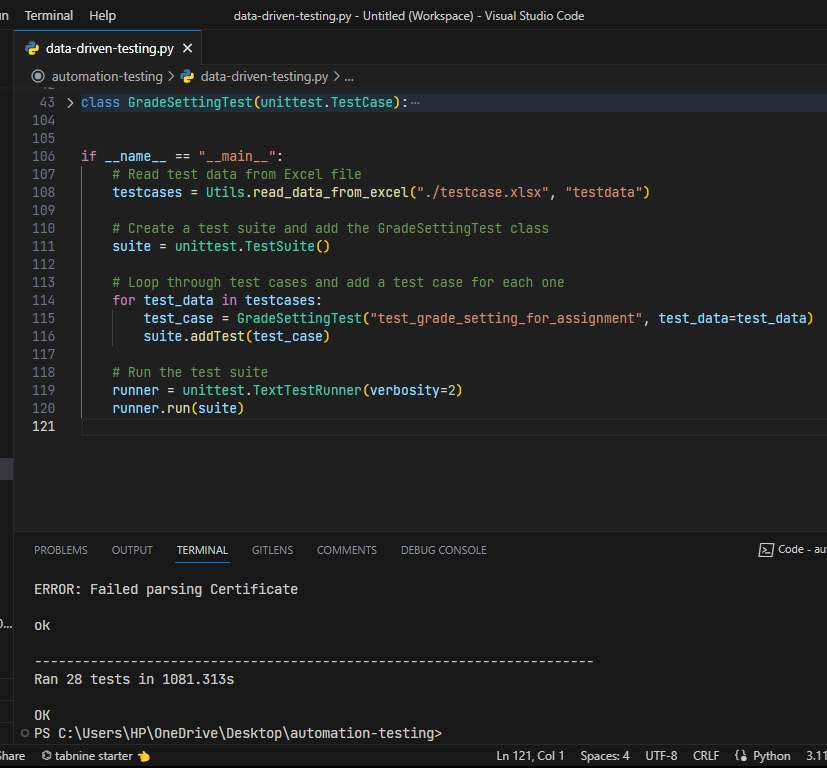 Terminal Help data-driven-testing.py - Untitled (Workspace) - Visual Studio Code
data-driven-testing.py
automation-testing > data-driven-testing.py > ...
43 > class GradeSettingTest(unittest.TestCase):···
104
105
106 if __name__ == "__main__":
107 # Read test data from Excel file
108 testcases = Utils.read_data_from_excel("./testcase.xlsx", "testdata")
109
110 # Create a test suite and add the GradeSettingTest class
111 suite = unittest.TestSuite()
112
113 # Loop through test cases and add a test case for each one
114 for test_data in testcases:
115 test_case = GradeSettingTest("test_grade_setting_for_assignment", test_data=test_data)
116 suite.addTest(test_case)
117
118 # Run the test suite
119 runner = unittest.TextTestRunner(verbosity=2)
120 runner.run(suite)
121
PROBLEMS OUTPUT TERMINAL GITLENS COMMENTS DEBUG CONSOLE Code - au
ERROR: Failed parsing Certificate
ok
----------------------------------------------------------------------
Ran 28 tests in 1081.313s
OK
PS C:\Users\HP\OneDrive\Desktop\automation-testing>
Share tabnine starter Ln 121, Col 1 Spaces: 4 UTF-8 CRLF Python 3.11